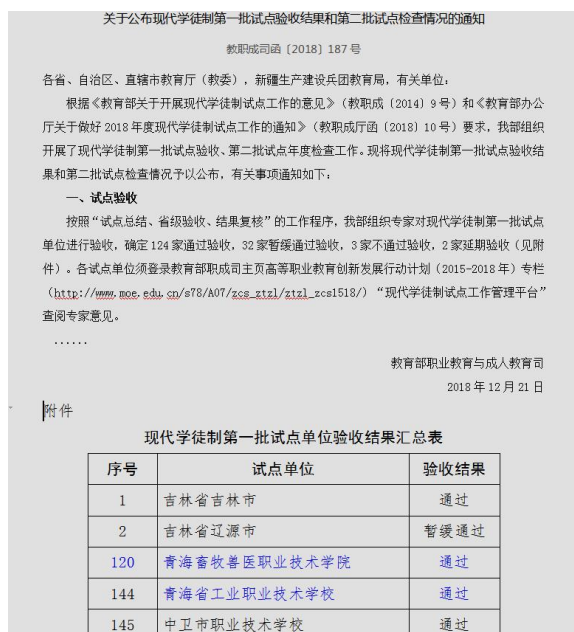 关于公布现代学徒制第一批试点验收结果和第二批试点检查情况的通知
教职成司函〔2018〕187号
各省、自治区、直辖市教育厅（教委），新疆生产建设兵团教育局，有关单位：
根据《教育部关于开展现代学徒制试点工作的意见》（教职成〔2014〕9号）和《教育部办公
厅关于做好2018年度现代学徒制试点工作的通知》（教职成厅函〔2018〕10号）要求，我部组织
开展了现代学徒制第一批试点验收、第二批试点年度检查工作。现将现代学徒制第一批试点验收结
果和第二批试点检查情况予以公布，有关事项通知如下：
一、试点验收
按照“试点总结、省级验收、结果复核”的工作程序，我部组织专家对现代学徒制第一批试点
单位进行验收，确定124家通过验收，32家暂缓通过验收，3家不通过验收，2家延期验收（见附
件）。各试点单位须登录教育部职成司主页高等职业教育创新发展行动计划（2015-2018年）专栏
（http://www.moe.edu.cn/s78/A07/zcs_ztzl/ztzl_zcs1518/）“现代学徒制试点工作管理平台”
查阅专家意见。
......
教育部职业教育与成人教育司
2018年12月21日
附件
现代学徒制第一批试点单位验收结果汇总表
序号 试点单位 验收结果
1 吉林省吉林市 通过
2 吉林省辽源市 暂缓通过
120 青海畜牧兽医职业技术学院 通过
144 青海省工业职业技术学校 通过
145 中卫市职业技术学校 通过